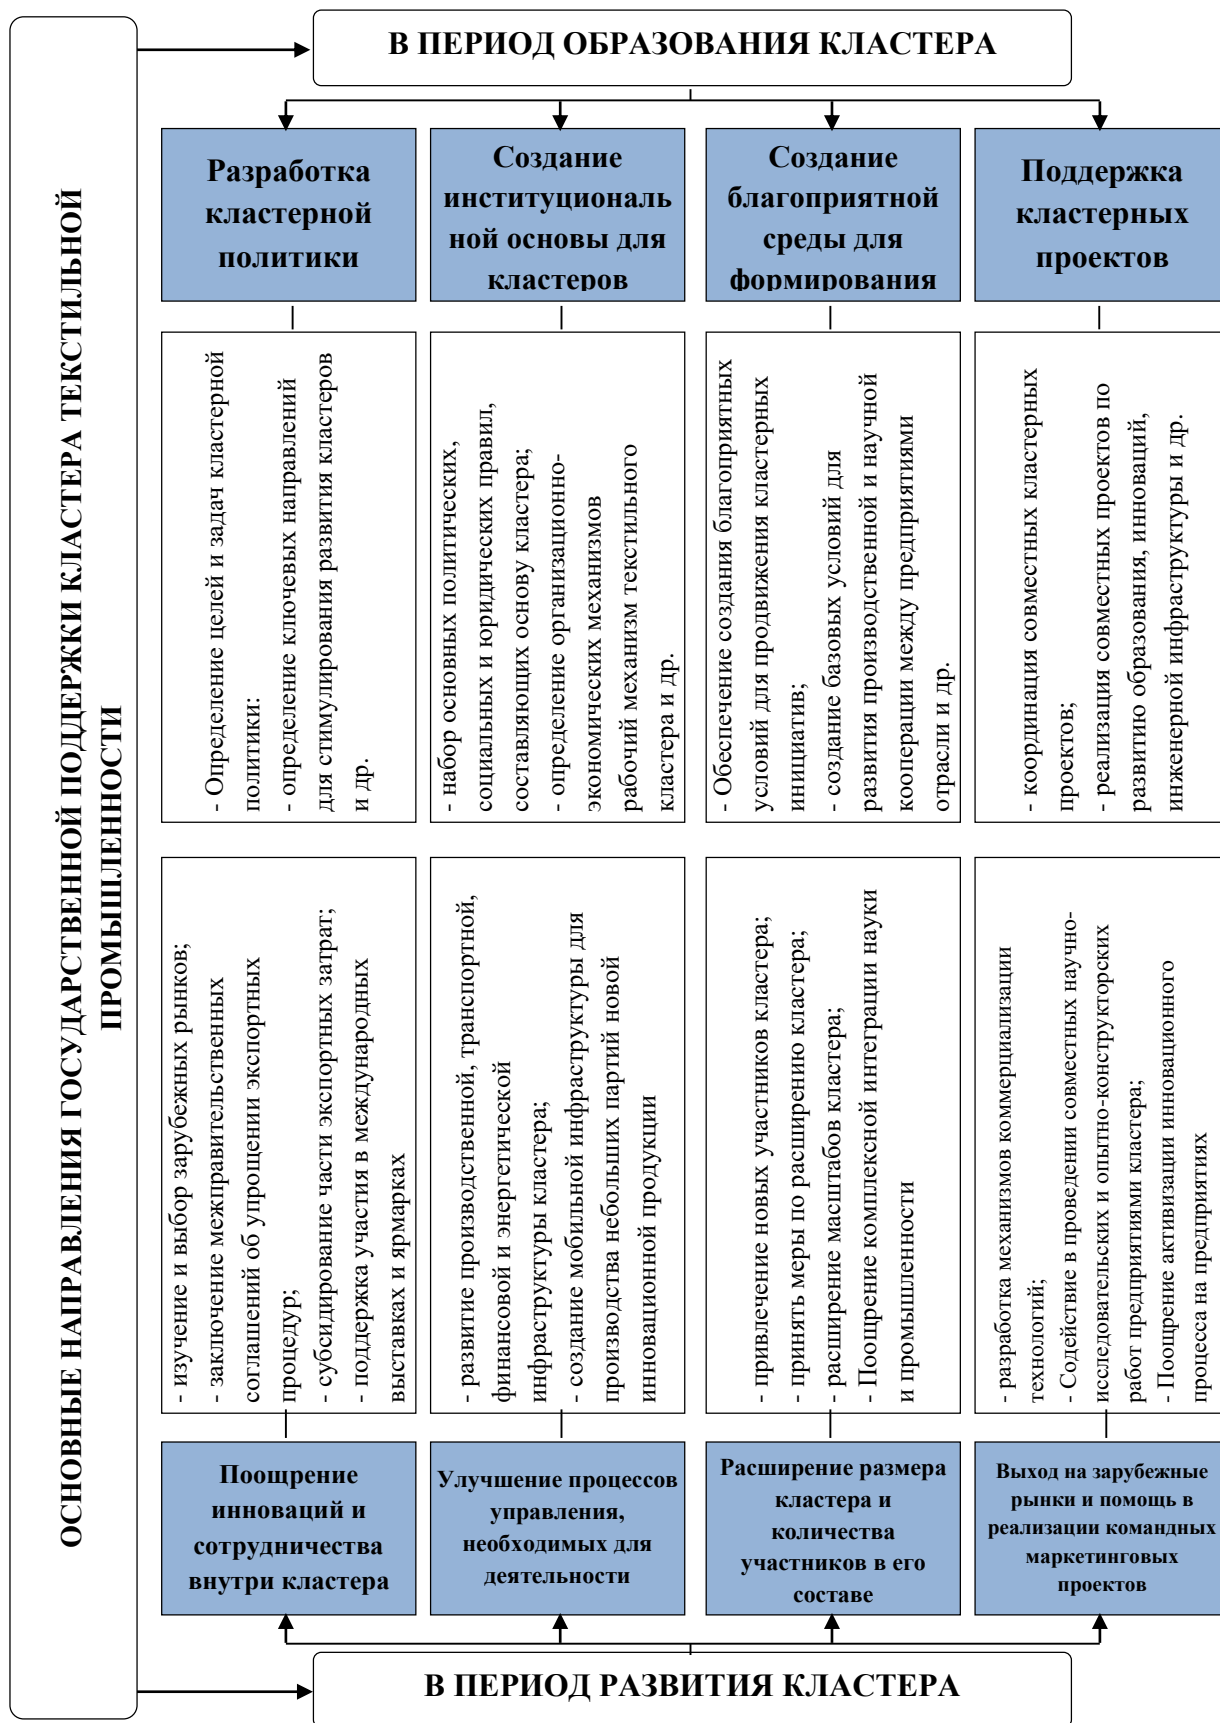 ОСНОВНЫЕ НАПРАВЛЕНИЯ ГОСУДАРСТВЕННОЙ ПОДДЕРЖКИ КЛАСТЕРА ТЕКСТИЛЬНОЙ
ПРОМЫШЛЕННОСТИ
В ПЕРИОД ОБРАЗОВАНИЯ КЛАСТЕРА
Разработка
кластерной
политики
Создание
институциональ
ной основы для
кластеров
Создание
благоприятной
среды для
формирования
Поддержка
кластерных
проектов
- Определение целей и задач кластерной
политики:
- определение ключевых направлений
для стимулирования развития кластеров
и др.
- набор основных политических,
социальных и юридических правил,
составляющих основу кластера;
- определение организационно-
экономических механизмов
рабочий механизм текстильного
кластера и др.
- Обеспечение создания благоприятных
условий для продвижения кластерных
инициатив;
- создание базовых условий для
развития производственной и научной
кооперации между предприятиями
отрасли и др.
- координация совместных кластерных
проектов;
- реализация совместных проектов по
развитию образования, инноваций,
инженерной инфраструктуры и др.
- изучение и выбор зарубежных рынков;
- заключение межправительственных
соглашений об упрощении экспортных
процедур;
- субсидирование части экспортных затрат;
- поддержка участия в международных
выставках и ярмарках
- развитие производственной, транспортной,
финансовой и энергетической
инфраструктуры кластера;
- создание мобильной инфраструктуры для
производства небольших партий новой
инновационной продукции
- привлечение новых участников кластера;
- принять меры по расширению кластера;
- расширение масштабов кластера;
- Поощрение комплексной интеграции науки
и промышленности
- разработка механизмов коммерциализации
технологий;
- Содействие в проведении совместных научно-
исследовательских и опытно-конструкторских
работ предприятиями кластера;
- Поощрение активизации инновационного
процесса на предприятиях
Поощрение
инноваций и
сотрудничества
внутри кластера
Улучшение процессов
управления,
необходимых для
деятельности
Расширение размера
кластера и
количества
участников в его
составе
Выход на зарубежные
рынки и помощь в
реализации командных
маркетинговых
проектов
В ПЕРИОД РАЗВИТИЯ КЛАСТЕРА